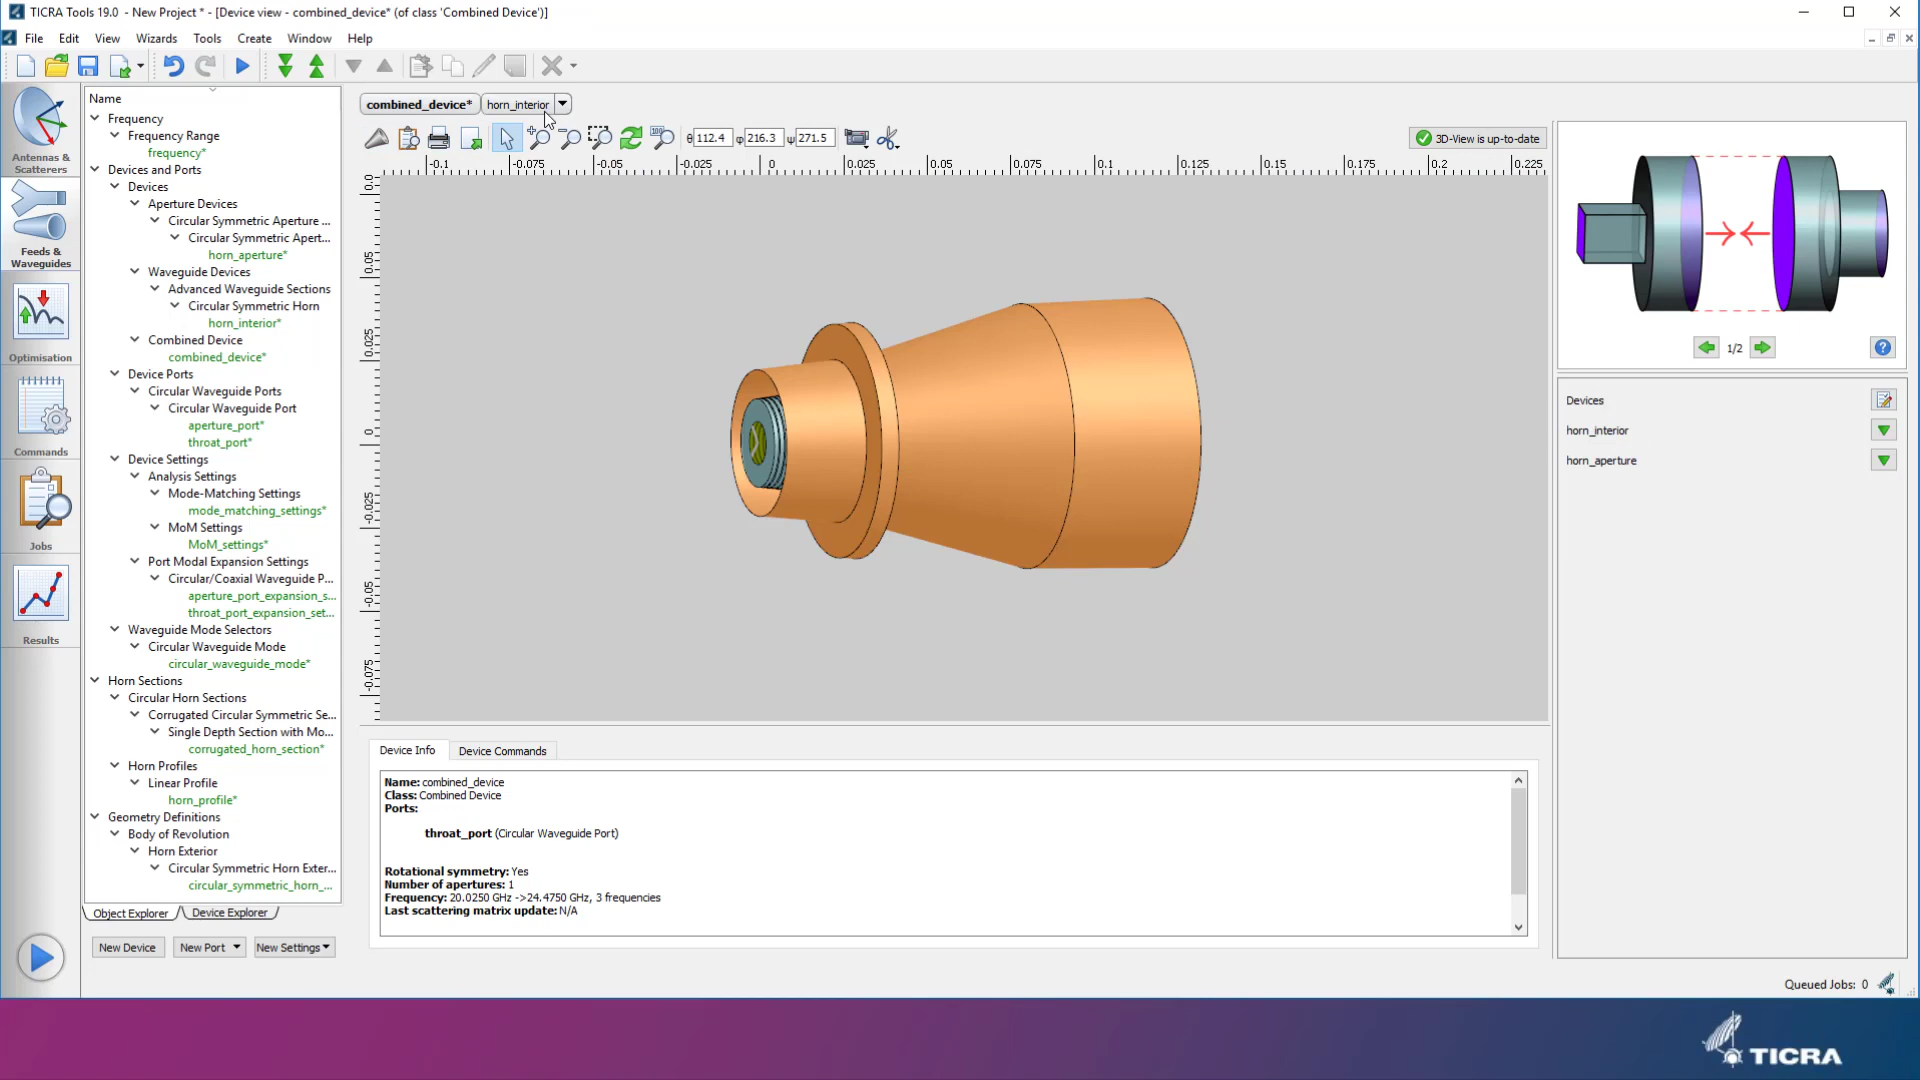 TICRA Tools 19.0 - New Project * - [Device view - combined_device* (of class 'Combined Device')]
File Edit View Wizards Tools Create Window Help
Antennas & Scatterers
Feeds & Waveguides
Optimisation
Commands
Jobs
Results
Name
Frequency
Frequency Range
frequency*
Devices and Ports
Devices
Aperture Devices
Circular Symmetric Aperture ...
Circular Symmetric Apert...
horn_aperture*
Waveguide Devices
Advanced Waveguide Sections
Circular Symmetric Horn
horn_interior*
Combined Device
combined_device*
Device Ports
Circular Waveguide Ports
Circular Waveguide Port
aperture_port*
throat_port*
Device Settings
Analysis Settings
Mode-Matching Settings
mode_matching_settings*
MoM Settings
MoM_settings*
Port Modal Expansion Settings
Circular/Coaxial Waveguide P...
aperture_port_expansion_s...
throat_port_expansion_set...
Waveguide Mode Selectors
Circular Waveguide Mode
circular_waveguide_mode*
Horn Sections
Circular Horn Sections
Corrugated Circular Symmetric Se...
Single Depth Section with Mo...
corrugated_horn_section*
Horn Profiles
Linear Profile
horn_profile*
Geometry Definitions
Body of Revolution
Horn Exterior
Circular Symmetric Horn Exter...
circular_symmetric_horn_...
Object Explorer Device Explorer
New Device New Port New Settings
combined_device* horn_interior
100
θ 112.4 φ 216.3 ψ 271.5
3D-View is up-to-date
-0.1 -0.075 -0.05 -0.025 0 0.025 0.05 0.075 0.1 0.125 0.15 0.175 0.2 0.225
0.05
0.025
0
-0.025
-0.05
-0.075
Device Info Device Commands
Name: combined_device
Class: Combined Device
Ports:
throat_port (Circular Waveguide Port)
Rotational symmetry: Yes
Number of apertures: 1
Frequency: 20.0250 GHz ->24.4750 GHz, 3 frequencies
Last scattering matrix update: N/A
1/2
Devices
horn_interior
horn_aperture
Queued Jobs: 0
TICRA